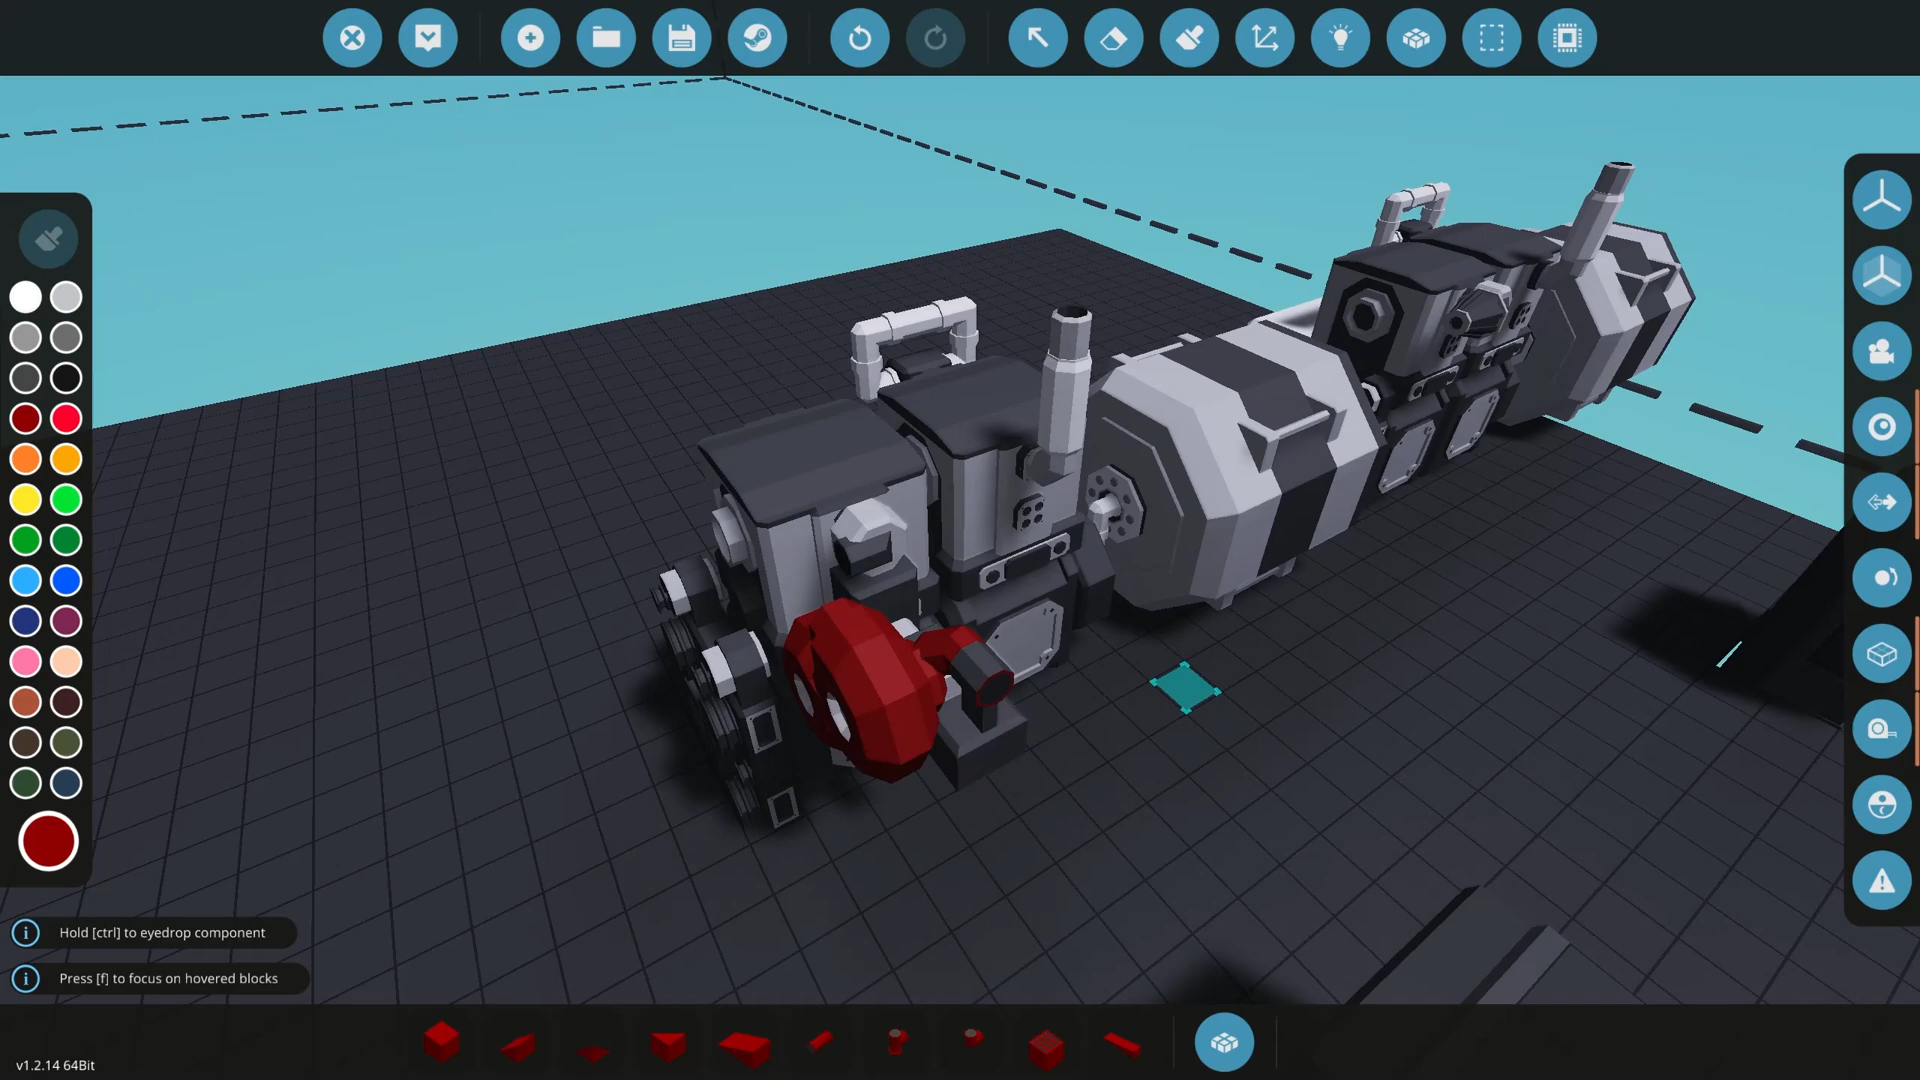 Hold [ctrl] to eyedrop component
Press [f] to focus on hovered blocks
v1.2.14 64Bit